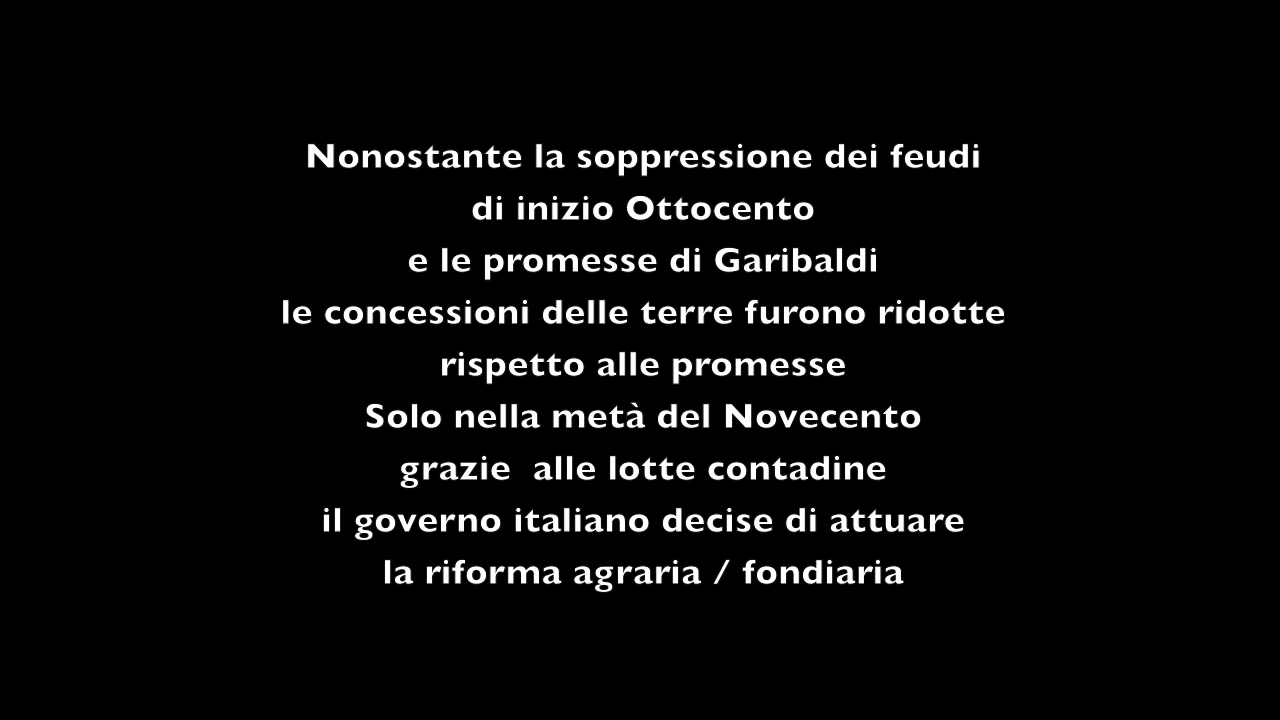 Nonostante la soppressione dei feudi
di inizio Ottocento
e le promesse di Garibaldi
le concessioni delle terre furono ridotte
rispetto alle promesse
Solo nella metà del Novecento
grazie  alle lotte contadine
il governo italiano decise di attuare
la riforma agraria / fondiaria